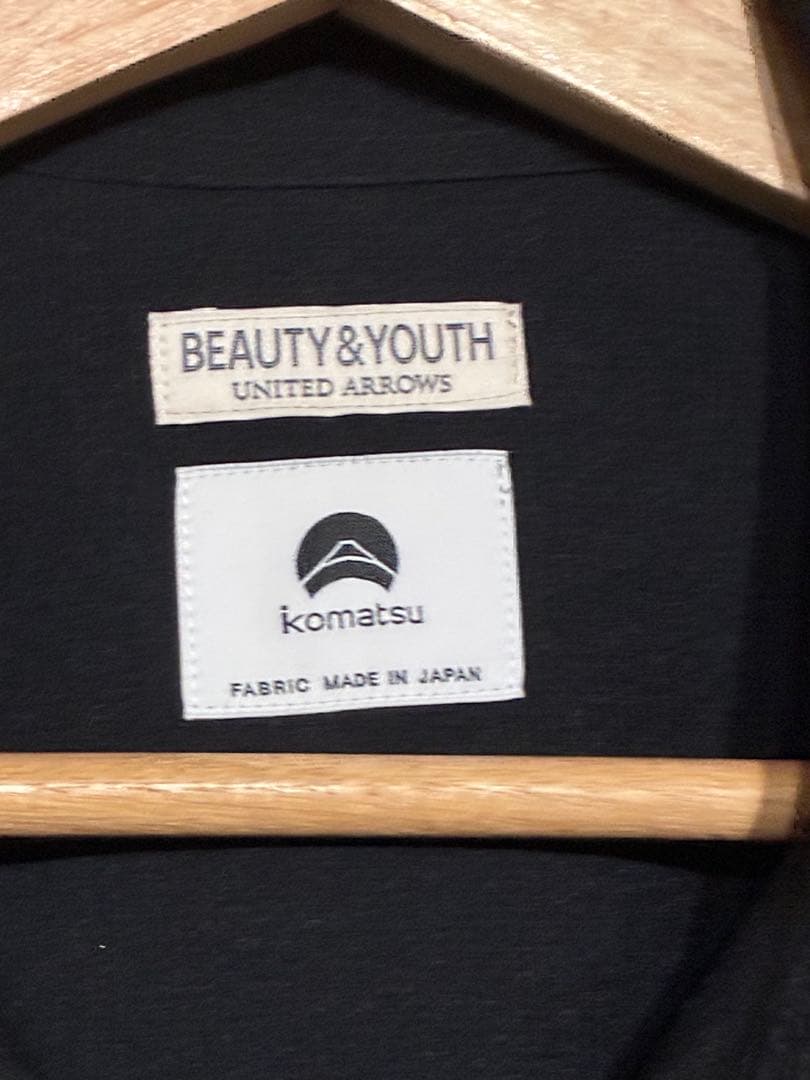 BEAUTY&YOUTH
UNITED ARROWS
komatsu
FABRIC MADE IN JAPAN